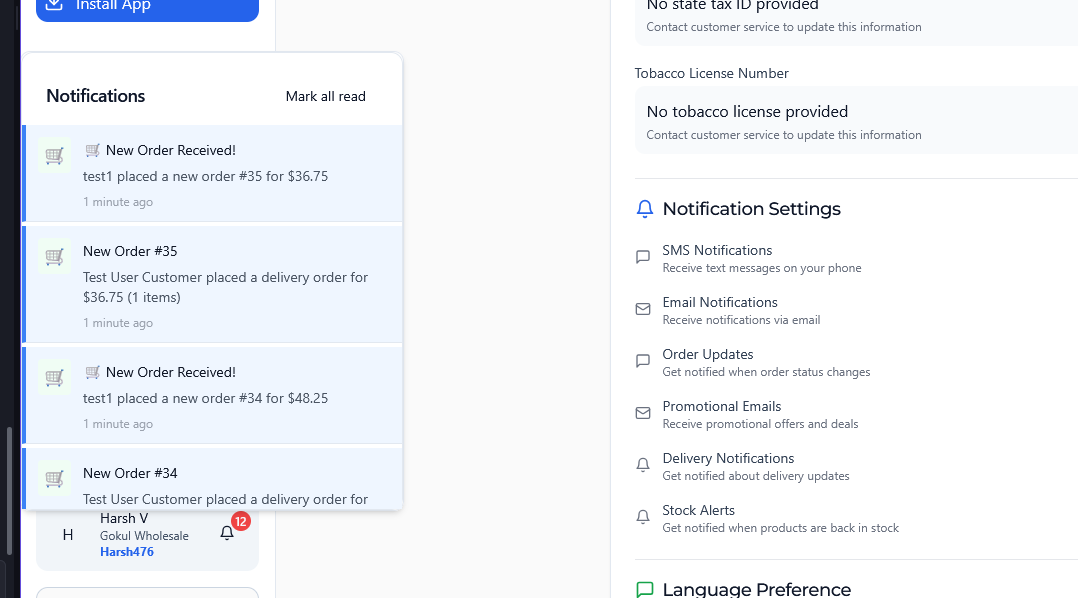 Install App
Notifications
Mark all read
🛒 New Order Received!
test1 placed a new order #35 for $36.75
1 minute ago
New Order #35
Test User Customer placed a delivery order for
$36.75 (1 items)
1 minute ago
🛒 New Order Received!
test1 placed a new order #34 for $48.25
1 minute ago
New Order #34
Test User Customer placed a delivery order for
H
Harsh V
Gokul Wholesale
Harsh476
12
No state tax ID provided
Contact customer service to update this information
Tobacco License Number
No tobacco license provided
Contact customer service to update this information
Notification Settings
SMS Notifications
Receive text messages on your phone
Email Notifications
Receive notifications via email
Order Updates
Get notified when order status changes
Promotional Emails
Receive promotional offers and deals
Delivery Notifications
Get notified about delivery updates
Stock Alerts
Get notified when products are back in stock
Language Preference